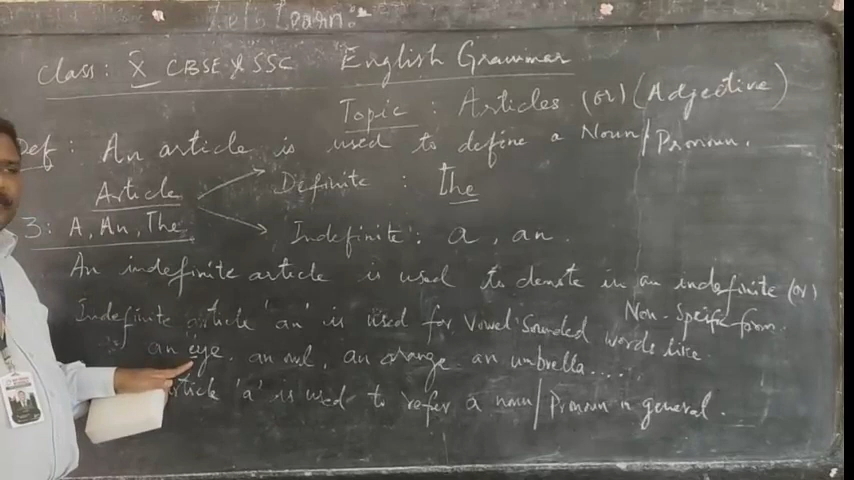 Let's Learn.
Class: X CBSE & SSC English Grammar
Topic : Articles (or) (Adjective)
Def : An article is used to define a Noun/Pronoun.
Article Definite : The
3: A, An, The Indefinite : a, an.
An indefinite article is used to denote in an indefinite (or)
Non-Specific form.
Indefinite article 'an' is used for Vowel Sounded words like
an eye. an owl, an orange an umbrella.....
article 'a' is used to refer a noun/Pronoun in general.